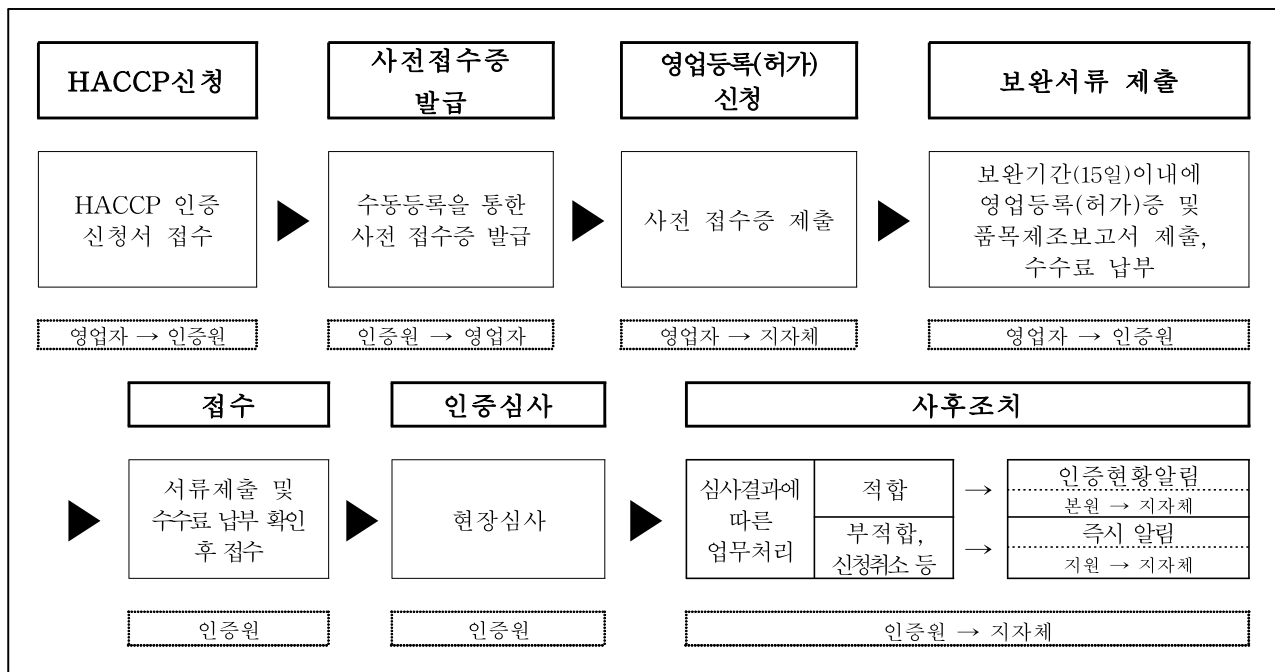 HACCP신청
사전접수증
발급
영업등록(허가)
신청
보완서류 제출
HACCP 인증
신청서 접수
수동등록을 통한
사전 접수증 발급
사전 접수증 제출
보완기간(15일)이내에
영업등록(허가)증 및
품목제조보고서 제출,
수수료 납부
영업자 → 인증원
인증원 → 영업자
영업자 → 지자체
영업자 → 인증원
접수
인증심사
사후조치
서류제출 및
수수료 납부 확인
후 접수
현장심사
심사결과에
따른
업무처리
적합
→
인증현황알림
본원 → 지자체
부적합,
신청취소 등
→
즉시 알림
지원 → 지자체
인증원
인증원
인증원 → 지자체